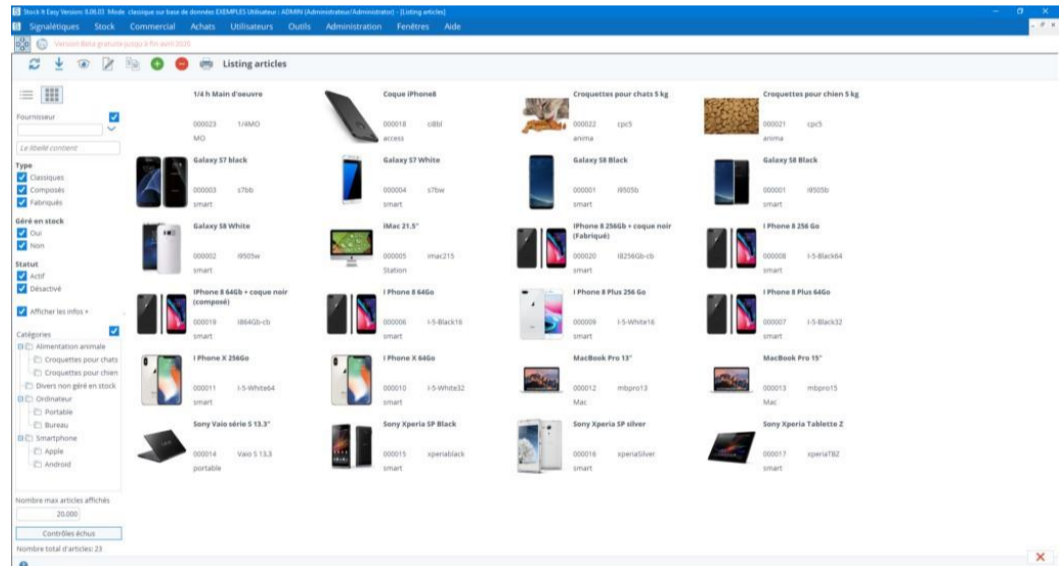 Stock It Easy Version: 8.06.03 Mode: classique sur base de données EXEMPLES Utilisateur : ADMIN (Administrateur/Administrator) - [Listing articles]
Signalétiques Stock Commercial Achats Utilisateurs Outils Administration Fenêtres Aide
Version Beta gratuite jusqu'à fin avril 2020
Listing articles
Fournisseur
Le libellé contient
Type
Classiques
Composés
Fabriqués
Géré en stock
Oui
Non
Statut
Actif
Désactivé
Afficher les infos +
Catégories
Alimentation animale
Croquettes pour chats
Croquettes pour chien
Divers non géré en stock
Ordinateur
Portable
Bureau
Smartphone
Apple
Android
Nombre max articles affichés
20.000
Contrôles échus
Nombre total d'articles: 23
1/4 h Main d'oeuvre
000023 1/4MO
MO
Coque iPhone8
000018 ci8bl
access
Croquettes pour chats 5 kg
000022 cpc5
anima
Croquettes pour chien 5 kg
000021 cpc5
anima
Galaxy S7 black
000003 s7bb
smart
Galaxy S7 White
000004 s7bw
smart
Galaxy S8 Black
000001 i9505b
smart
Galaxy S8 Black
000001 i9505b
smart
Galaxy S8 White
000002 i9505w
smart
iMac 21.5"
000005 imac215
Station
IPhone 8 256Gb + coque noir
(Fabriqué)
000020 I8256Gb-cb
smart
I Phone 8 256 Go
000008 I-5-Black64
smart
IPhone 8 64Gb + coque noir
(composé)
000019 I864Gb-cb
smart
I Phone 8 64Go
000006 I-5-Black16
smart
I Phone 8 Plus 256 Go
000009 I-5-White16
smart
I Phone 8 Plus 64Go
000007 I-5-Black32
smart
I Phone X 256Go
000011 I-5-White64
smart
I Phone X 64Go
000010 I-5-White32
smart
MacBook Pro 13"
000012 mbpro13
Mac
MacBook Pro 15"
000013 mbpro15
Mac
Sony Vaio série S 13.3"
000014 Vaio S 13,3
portable
Sony Xperia SP Black
000015 xperiablack
smart
Sony Xperia SP silver
000016 xperiaSilver
smart
Sony Xperia Tablette Z
000017 xperiaTBZ
smart